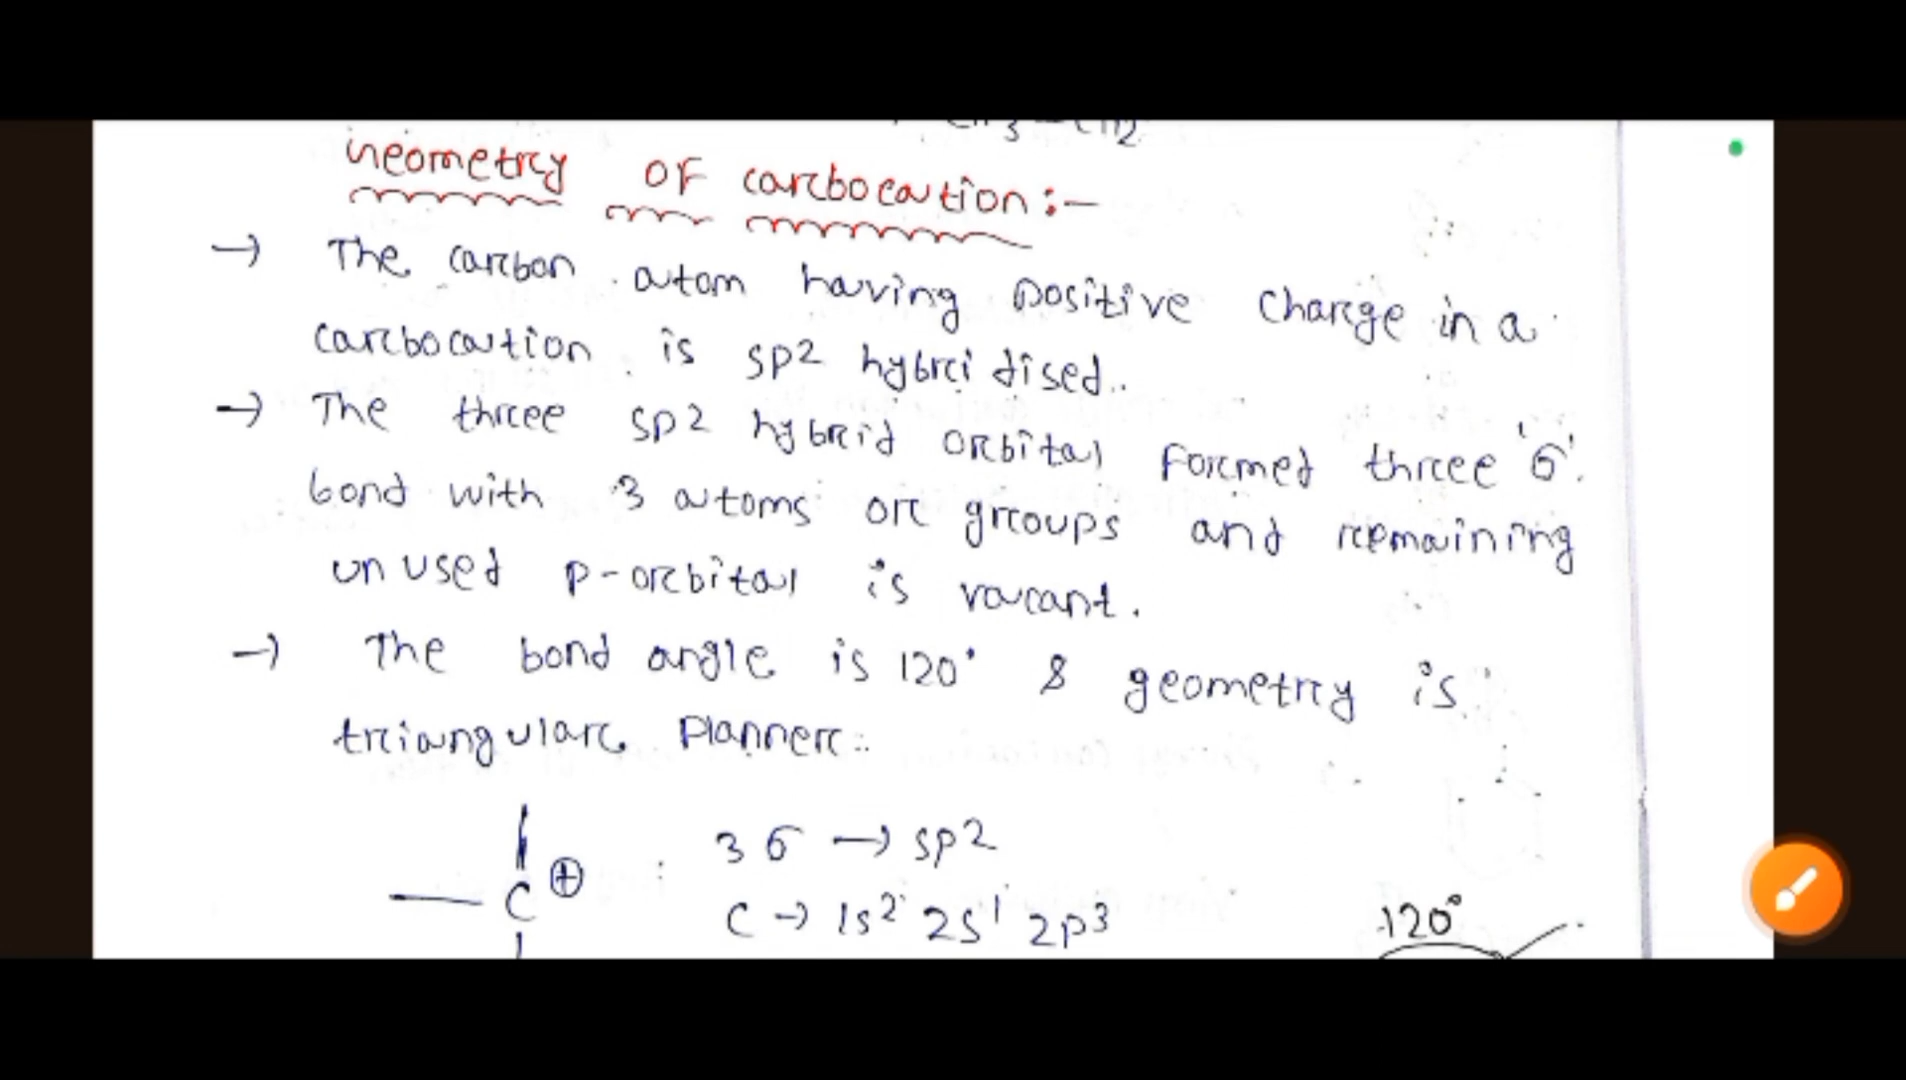 Geometry OF carbocation :-
→ The carbon atom having positive charge in a
carbocation is sp2 hybridised.
→ The three sp2 hybrid orbital formed three 'σ'
bond with 3 atoms or groups and remaining
unused p-orbital is vacant.
→ The bond angle is 120° & geometry is
triangular planner.
3 σ → sp2
— C ⊕
C → 1s² 2s¹ 2p³
120°